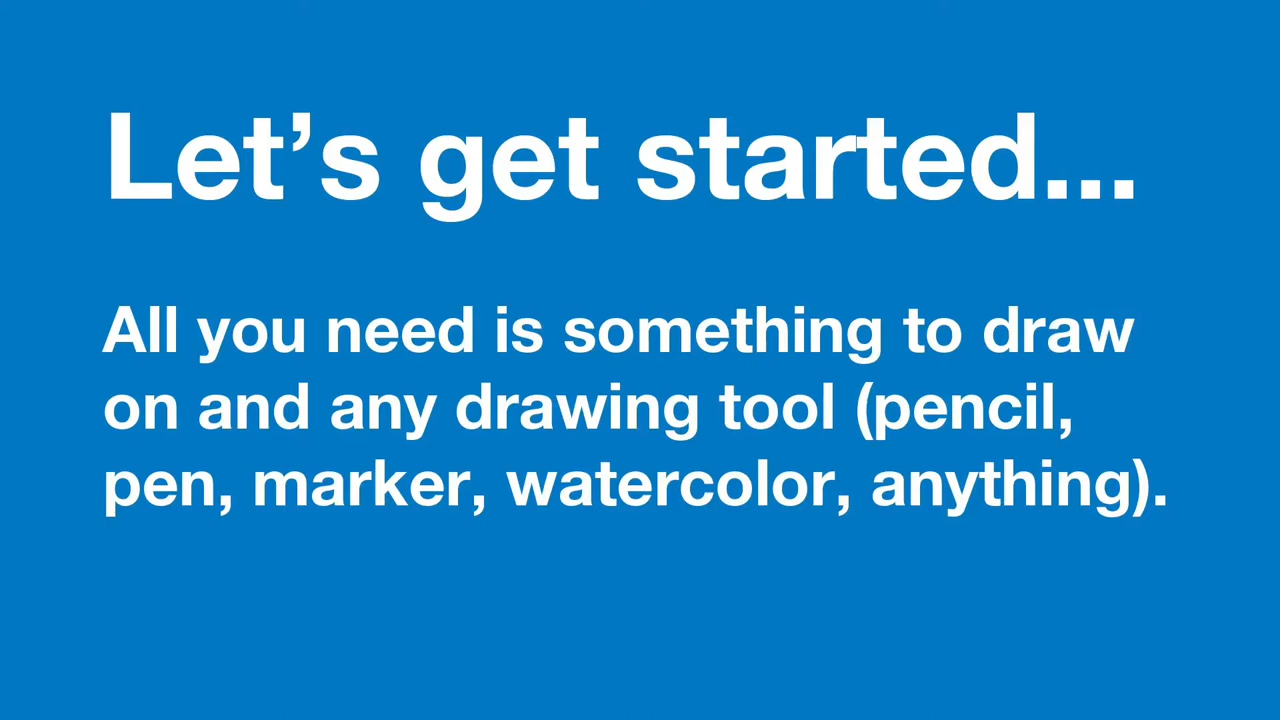 Let’s get started...
All you need is something to draw
on and any drawing tool (pencil,
pen, marker, watercolor, anything).